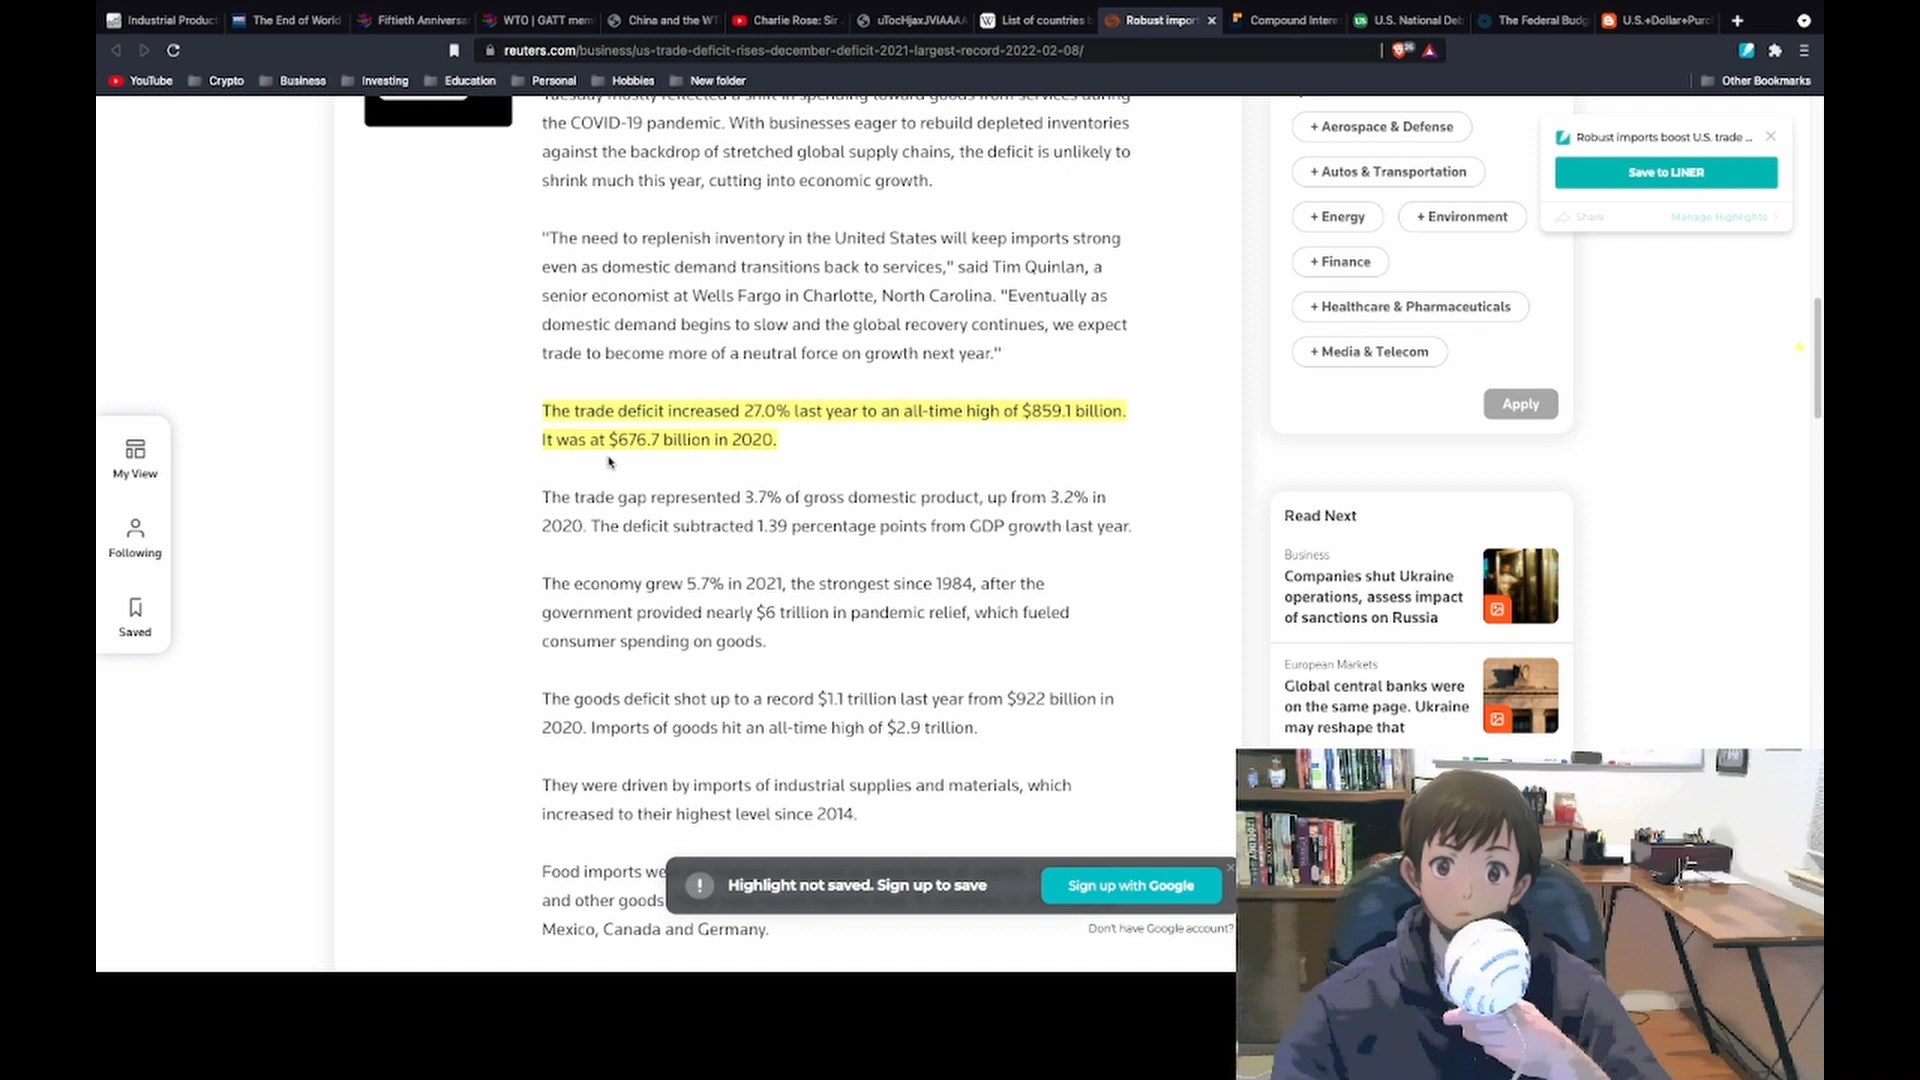 Industrial Product
The End of World
Fiftieth Anniversa
WTO | GATT mem
China and the WT
Charlie Rose: Sir
uTocHjaxJVIAAAA
List of countries
Robust impor
Compound Intere
U.S. National Deb
The Federal Budg
U.S.+Dollar+Purc
reuters.com/business/us-trade-deficit-rises-december-deficit-2021-largest-record-2022-02-08/
YouTube
Crypto
Business
Investing
Education
Personal
Hobbies
New folder
Other Bookmarks
Tuesday mostly reflected a shift in spending toward goods from services during
the COVID-19 pandemic. With businesses eager to rebuild depleted inventories
against the backdrop of stretched global supply chains, the deficit is unlikely to
shrink much this year, cutting into economic growth.
"The need to replenish inventory in the United States will keep imports strong
even as domestic demand transitions back to services," said Tim Quinlan, a
senior economist at Wells Fargo in Charlotte, North Carolina. "Eventually as
domestic demand begins to slow and the global recovery continues, we expect
trade to become more of a neutral force on growth next year."
The trade deficit increased 27.0% last year to an all-time high of $859.1 billion.
It was at $676.7 billion in 2020.
The trade gap represented 3.7% of gross domestic product, up from 3.2% in
2020. The deficit subtracted 1.39 percentage points from GDP growth last year.
The economy grew 5.7% in 2021, the strongest since 1984, after the
government provided nearly $6 trillion in pandemic relief, which fueled
consumer spending on goods.
The goods deficit shot up to a record $1.1 trillion last year from $922 billion in
2020. Imports of goods hit an all-time high of $2.9 trillion.
They were driven by imports of industrial supplies and materials, which
increased to their highest level since 2014.
Food imports we
and other goods
Mexico, Canada and Germany.
My View
Following
Saved
Highlight not saved. Sign up to save
Sign up with Google
Don't have Google account?
+ Aerospace & Defense
+ Autos & Transportation
+ Energy
+ Environment
+ Finance
+ Healthcare & Pharmaceuticals
+ Media & Telecom
Apply
Robust imports boost U.S. trade ...
Save to LINER
Share
Manage Highlights >
Read Next
Business
Companies shut Ukraine
operations, assess impact
of sanctions on Russia
European Markets
Global central banks were
on the same page. Ukraine
may reshape that